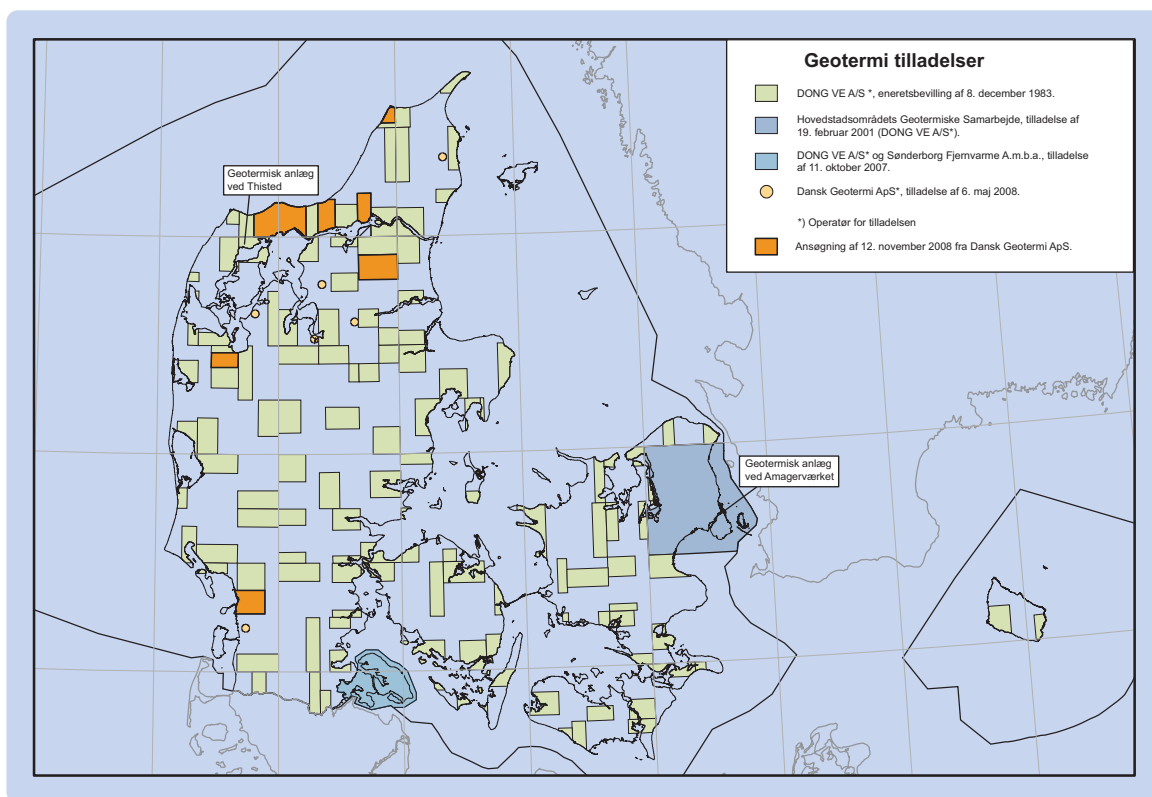 Geotermi tilladelser
DONG VE A/S *, eneretsbevilling af 8. december 1983.
Hovedstadsområdets Geotermiske Samarbejde, tilladelse af
19. februar 2001 (DONG VE A/S*).
DONG VE A/S* og Sønderborg Fjernvarme A.m.b.a., tilladelse
af 11. oktober 2007.
Dansk Geotermi ApS*, tilladelse af 6. maj 2008.
*) Operatør for tilladelsen
Ansøgning af 12. november 2008 fra Dansk Geotermi ApS.
Geotermisk anlæg
ved Thisted
Geotermisk anlæg
ved Amagerværket